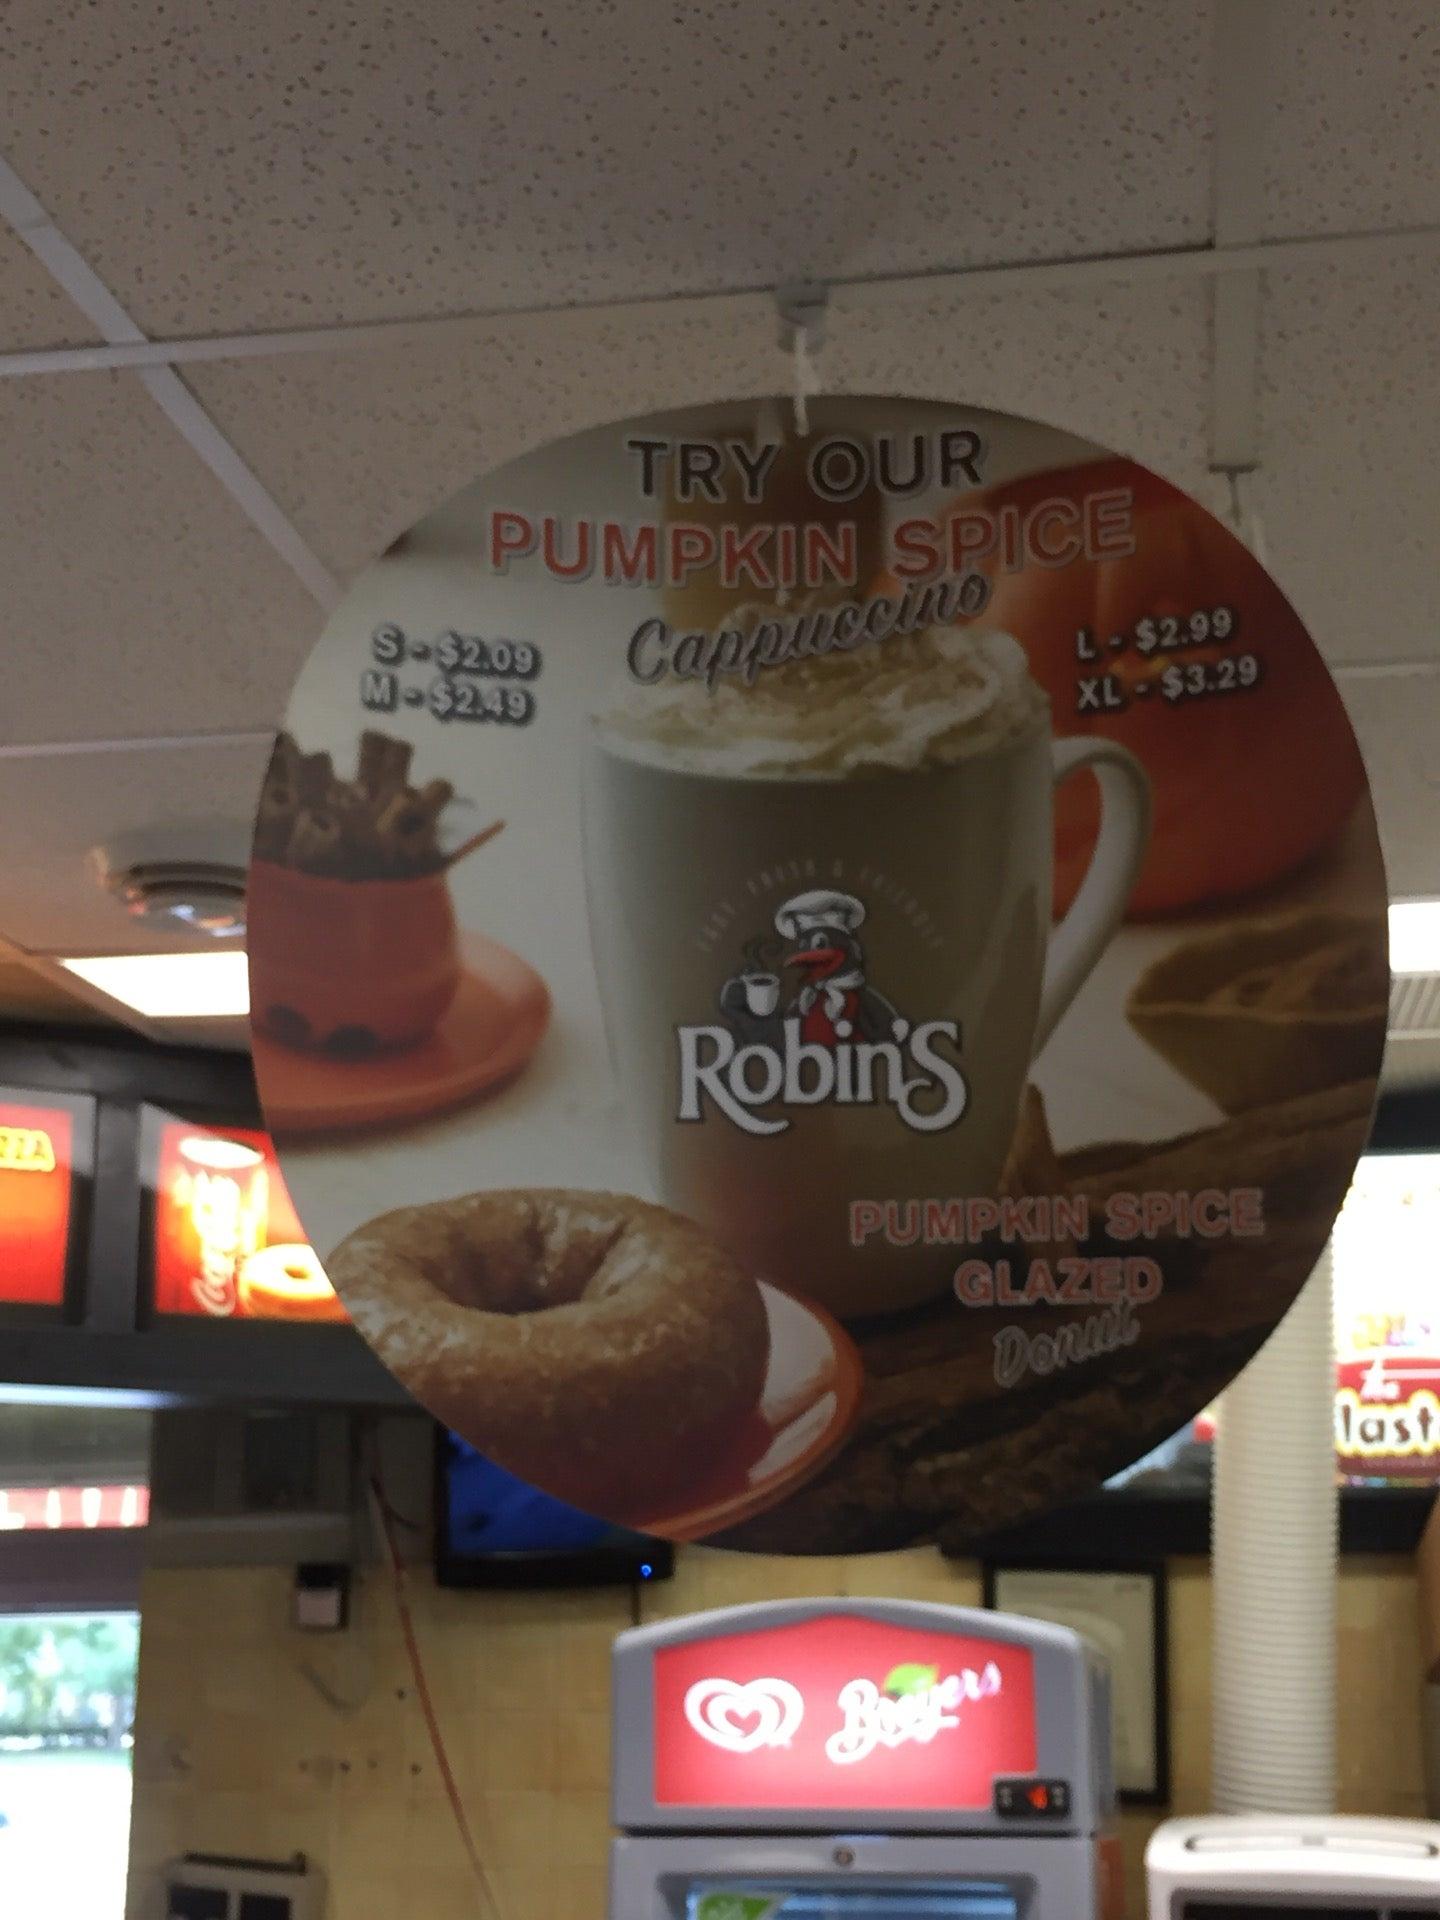 TRY OUR
PUMPKIN SPICE
Cappuccino
S - $2.09
M - $2.49
L - $2.99
XL - $3.29
Robin'S
PUMPKIN SPICE
GLAZED
Donut
Breyers
The